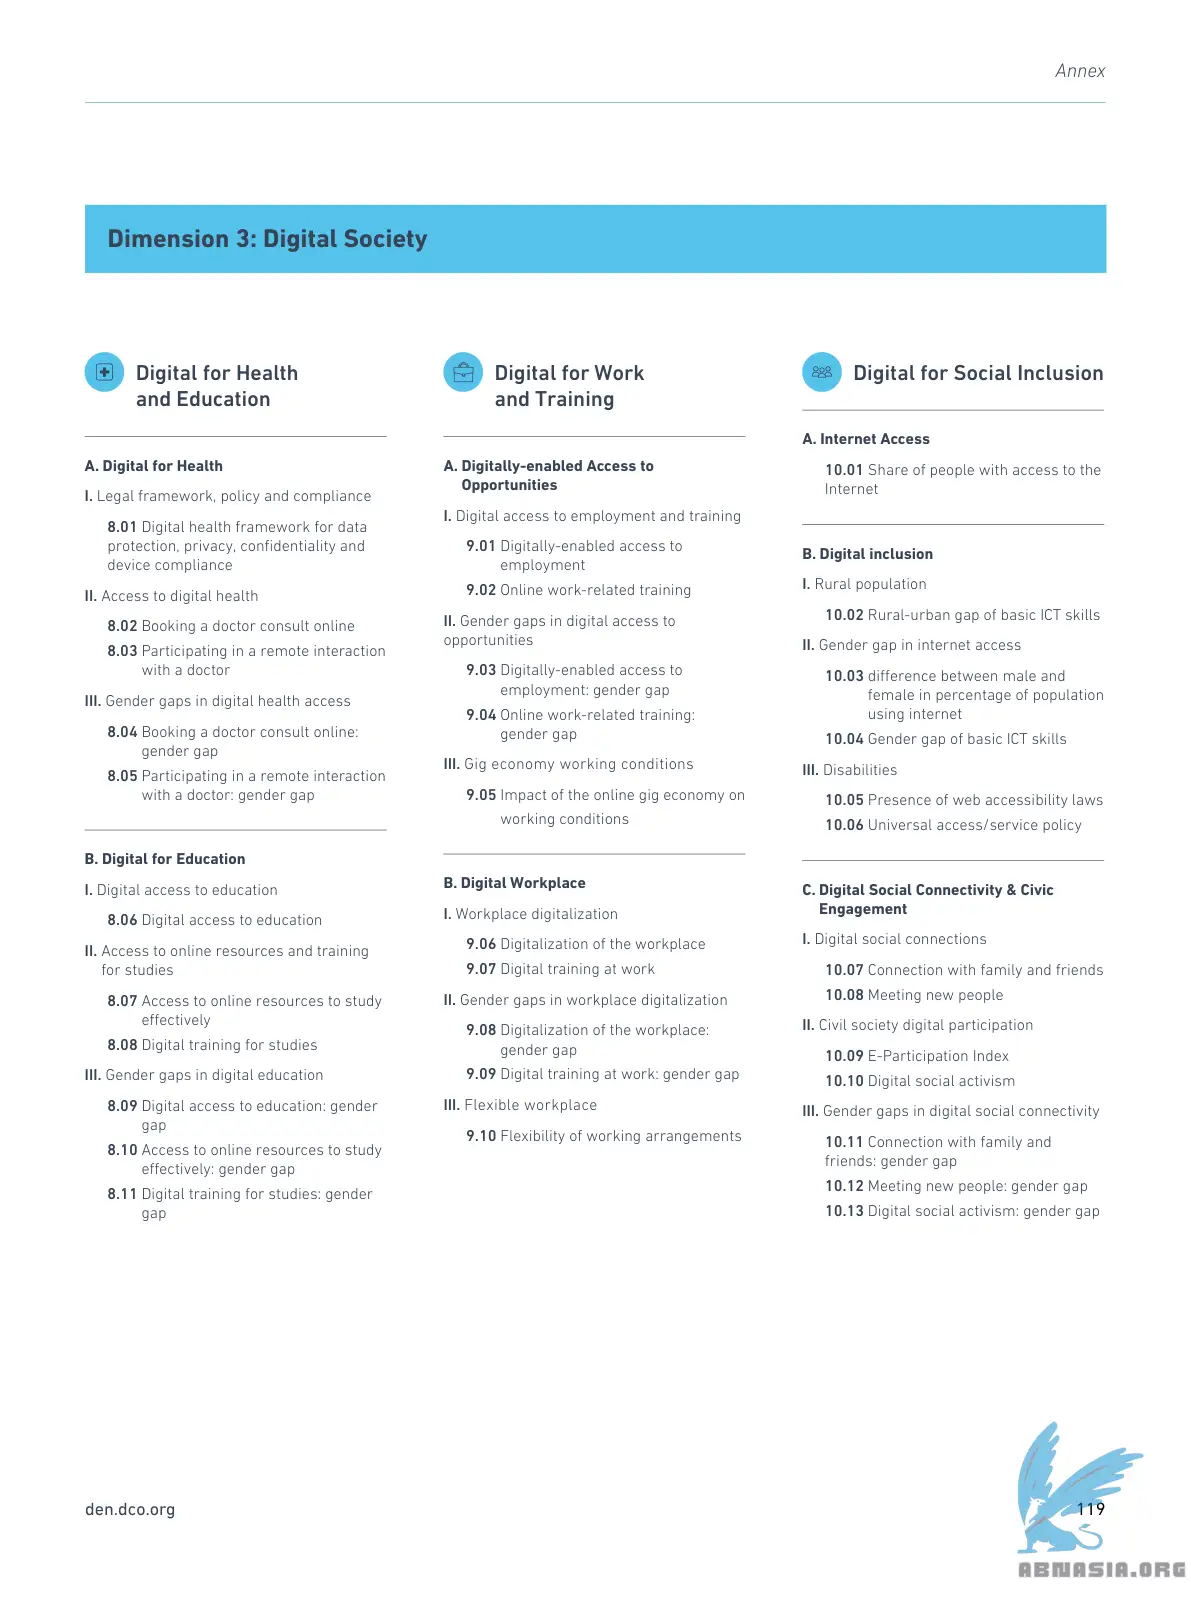 Annex
Dimension 3: Digital Society
Digital for Health
and Education
A. Digital for Health
I. Legal framework, policy and compliance
8.01 Digital health framework for data
protection, privacy, confidentiality and
device compliance
II. Access to digital health
8.02 Booking a doctor consult online
8.03 Participating in a remote interaction
with a doctor
III. Gender gaps in digital health access
8.04 Booking a doctor consult online:
gender gap
8.05 Participating in a remote interaction
with a doctor: gender gap
B. Digital for Education
I. Digital access to education
8.06 Digital access to education
II. Access to online resources and training
for studies
8.07 Access to online resources to study
effectively
8.08 Digital training for studies
III. Gender gaps in digital education
8.09 Digital access to education: gender
gap
8.10 Access to online resources to study
effectively: gender gap
8.11 Digital training for studies: gender
gap
Digital for Work
and Training
A. Digitally-enabled Access to
Opportunities
I. Digital access to employment and training
9.01 Digitally-enabled access to
employment
9.02 Online work-related training
II. Gender gaps in digital access to
opportunities
9.03 Digitally-enabled access to
employment: gender gap
9.04 Online work-related training:
gender gap
III. Gig economy working conditions
9.05 Impact of the online gig economy on
working conditions
B. Digital Workplace
I. Workplace digitalization
9.06 Digitalization of the workplace
9.07 Digital training at work
II. Gender gaps in workplace digitalization
9.08 Digitalization of the workplace:
gender gap
9.09 Digital training at work: gender gap
III. Flexible workplace
9.10 Flexibility of working arrangements
Digital for Social Inclusion
A. Internet Access
10.01 Share of people with access to the
Internet
B. Digital inclusion
I. Rural population
10.02 Rural-urban gap of basic ICT skills
II. Gender gap in internet access
10.03 difference between male and
female in percentage of population
using internet
10.04 Gender gap of basic ICT skills
III. Disabilities
10.05 Presence of web accessibility laws
10.06 Universal access/service policy
C. Digital Social Connectivity & Civic
Engagement
I. Digital social connections
10.07 Connection with family and friends
10.08 Meeting new people
II. Civil society digital participation
10.09 E-Participation Index
10.10 Digital social activism
III. Gender gaps in digital social connectivity
10.11 Connection with family and
friends: gender gap
10.12 Meeting new people: gender gap
10.13 Digital social activism: gender gap
den.dco.org
119
ABNASIA.ORG